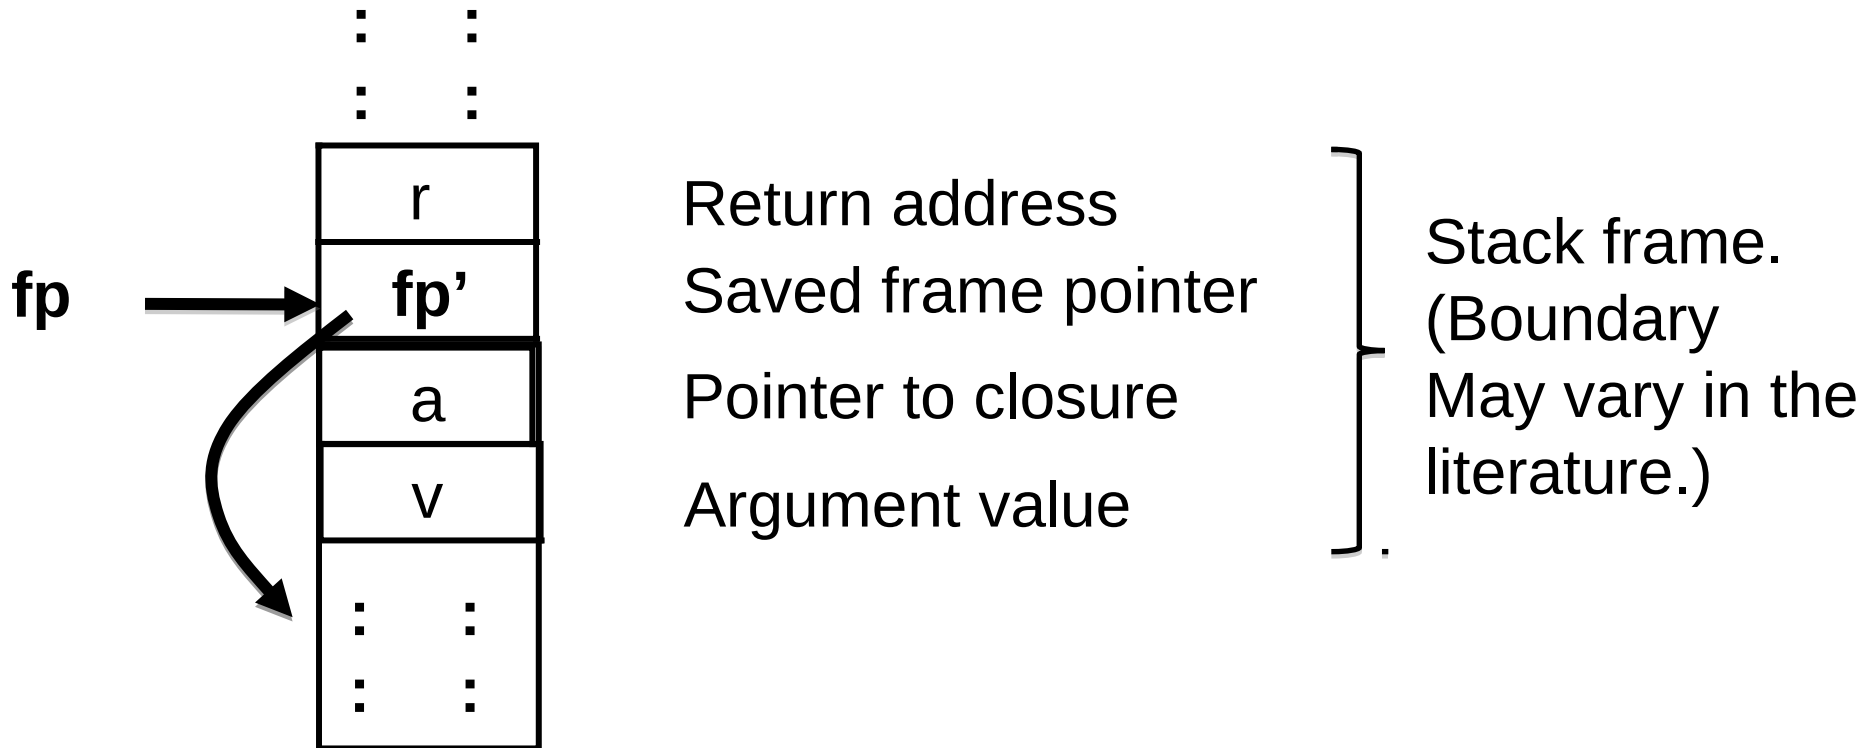 r
Return address
fp
fp’
Saved frame pointer
a
Pointer to closure
v
Argument value
Stack frame.
(Boundary
May vary in the
literature.)